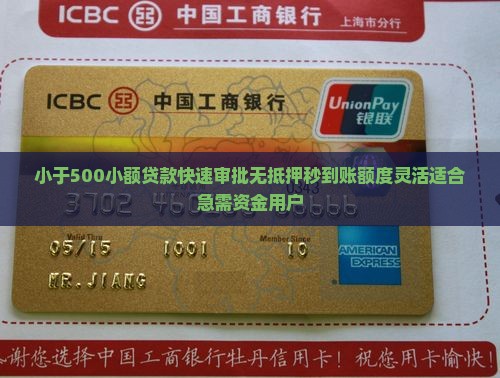 ICBC 中国工商银行 上海市分行
ICBC 中国工商银行
UnionPay
银联
小于500小额贷款快速审批无抵押秒到账额度灵活适合
急需资金用户
Valid Thru Member Since
05/15 1001 10
MR.JIANG
AMERICAN
EXPRESS
谢您选择中国工商银行牡丹信用卡！祝您用卡愉快！